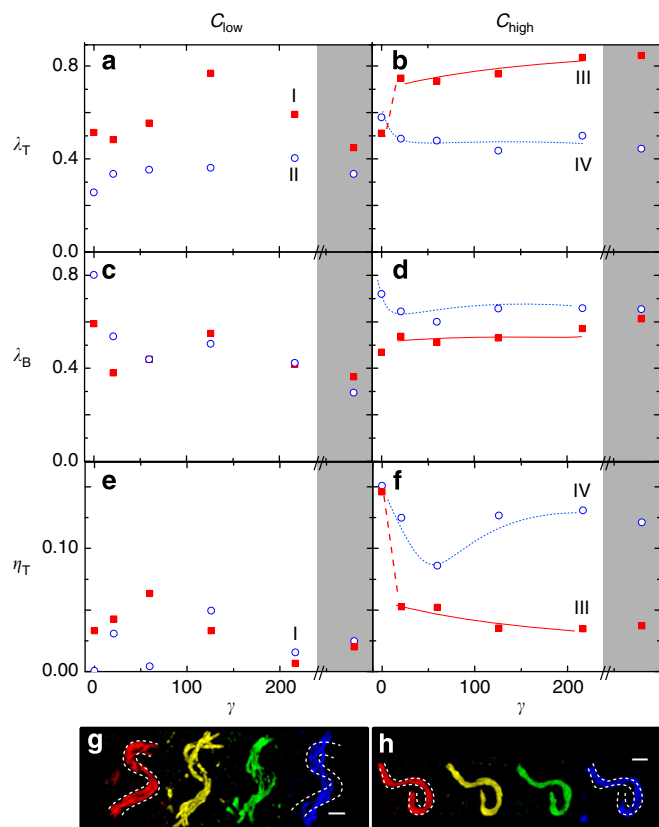 C_low C_high
a b
0.8 I III
λ_T 0.4 II IV
0.0
c d
0.8
λ_B 0.4
0.0
e f
IV
0.10
η_T
I III
0.00
0 100 200 0 100 200
γ γ
g h